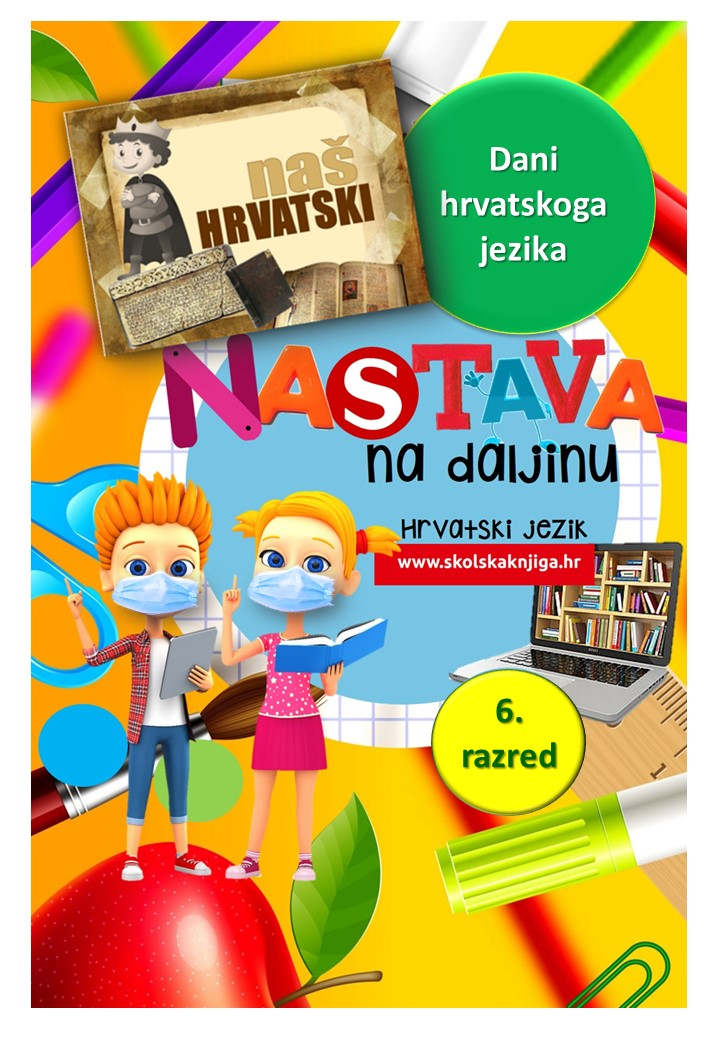 naš
HRVATSKI
Dani
hrvatskoga
jezika
NASTAVA
na daljinu
Hrvatski jezik
www.skolskaknjiga.hr
6.
razred